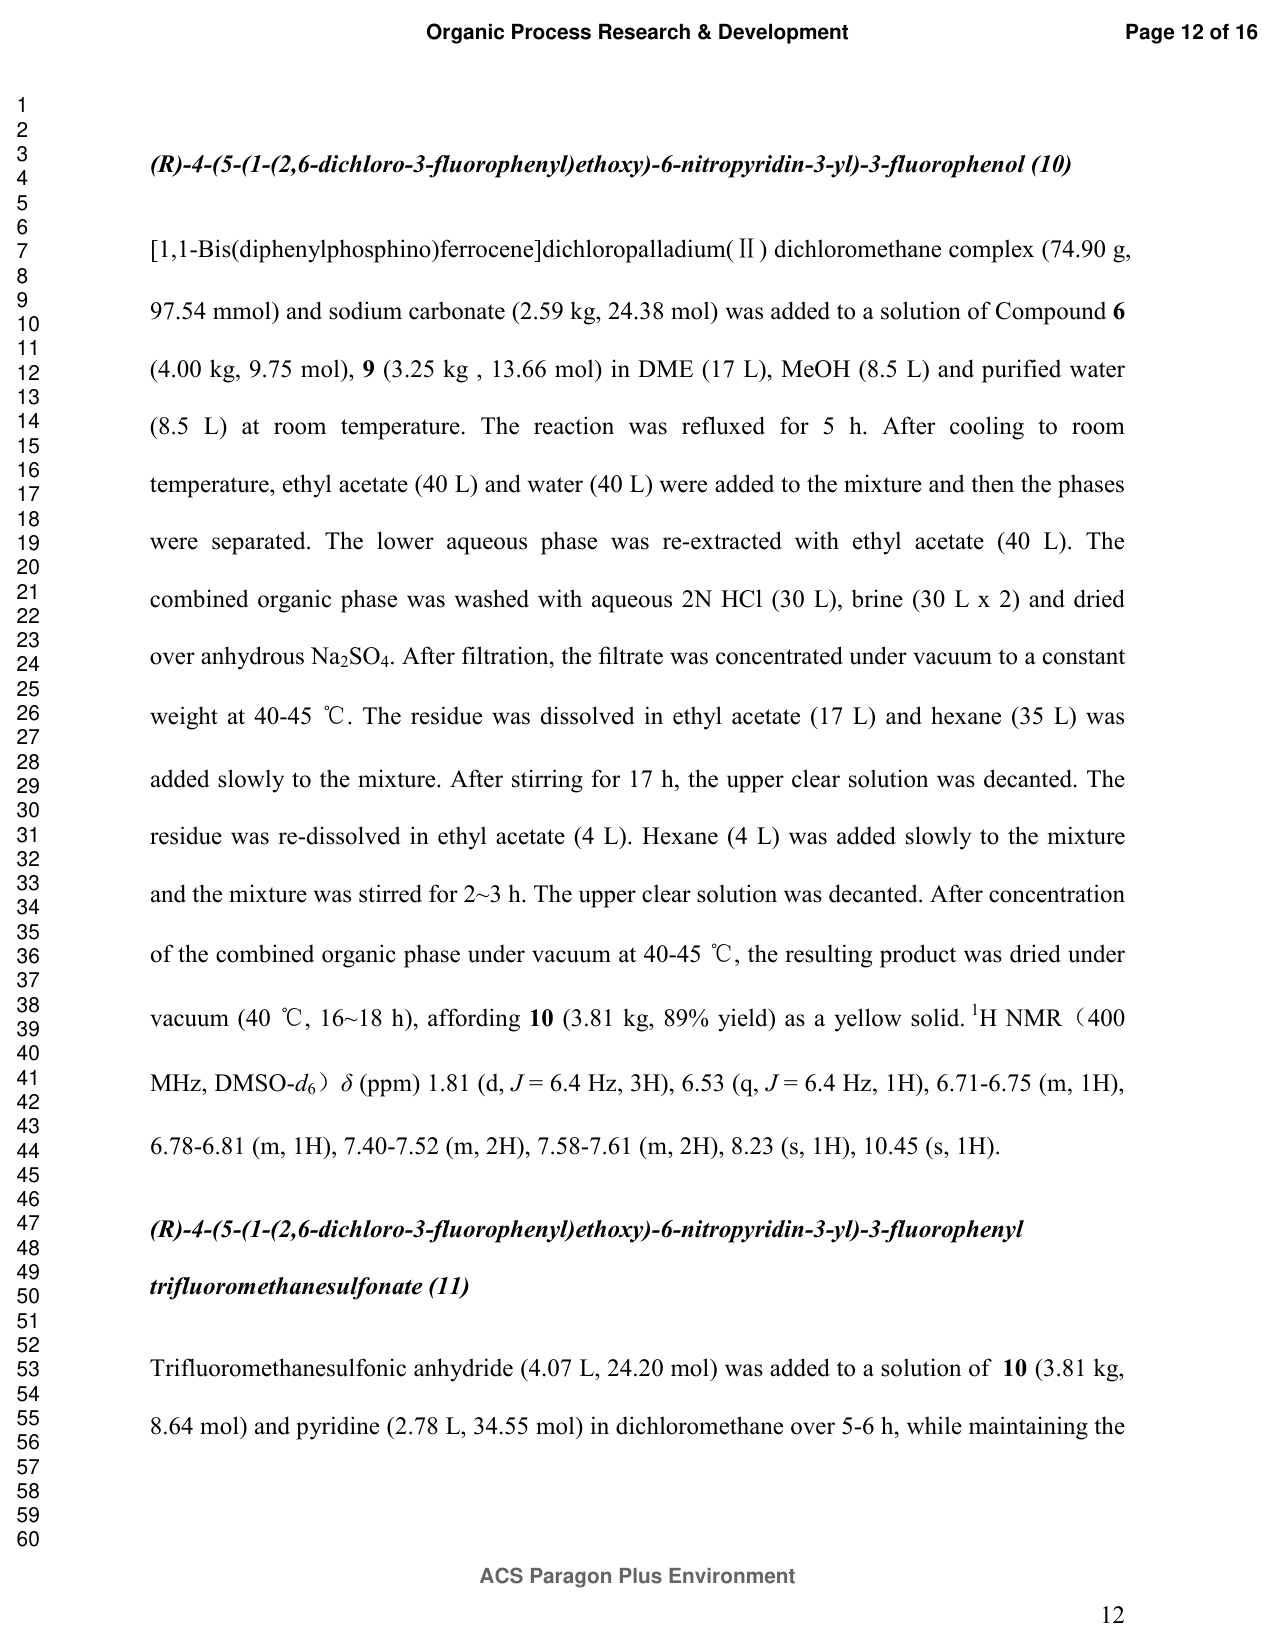 Organic Process Research & Development
Page 12 of 16
1
2
3
4
5
6
7
8
9
10
11
12
13
14
15
16
17
18
19
20
21
22
23
24
25
26
27
28
29
30
31
32
33
34
35
36
37
38
39
40
41
42
43
44
45
46
47
48
49
50
51
52
53
54
55
56
57
58
59
60
(R)-4-(5-(1-(2,6-dichloro-3-fluorophenyl)ethoxy)-6-nitropyridin-3-yl)-3-fluorophenol (10)
[1,1-Bis(diphenylphosphino)ferrocene]dichloropalladium(Ⅱ) dichloromethane complex (74.90 g,
97.54 mmol) and sodium carbonate (2.59 kg, 24.38 mol) was added to a solution of Compound 6
(4.00 kg, 9.75 mol), 9 (3.25 kg , 13.66 mol) in DME (17 L), MeOH (8.5 L) and purified water
(8.5 L) at room temperature. The reaction was refluxed for 5 h. After cooling to room
temperature, ethyl acetate (40 L) and water (40 L) were added to the mixture and then the phases
were separated. The lower aqueous phase was re-extracted with ethyl acetate (40 L). The
combined organic phase was washed with aqueous 2N HCl (30 L), brine (30 L x 2) and dried
over anhydrous Na2SO4. After filtration, the filtrate was concentrated under vacuum to a constant
weight at 40-45 ℃. The residue was dissolved in ethyl acetate (17 L) and hexane (35 L) was
added slowly to the mixture. After stirring for 17 h, the upper clear solution was decanted. The
residue was re-dissolved in ethyl acetate (4 L). Hexane (4 L) was added slowly to the mixture
and the mixture was stirred for 2~3 h. The upper clear solution was decanted. After concentration
of the combined organic phase under vacuum at 40-45 ℃, the resulting product was dried under
vacuum (40 ℃, 16~18 h), affording 10 (3.81 kg, 89% yield) as a yellow solid. 1H NMR（400
MHz, DMSO-d6）δ (ppm) 1.81 (d, J = 6.4 Hz, 3H), 6.53 (q, J = 6.4 Hz, 1H), 6.71-6.75 (m, 1H),
6.78-6.81 (m, 1H), 7.40-7.52 (m, 2H), 7.58-7.61 (m, 2H), 8.23 (s, 1H), 10.45 (s, 1H).
(R)-4-(5-(1-(2,6-dichloro-3-fluorophenyl)ethoxy)-6-nitropyridin-3-yl)-3-fluorophenyl
trifluoromethanesulfonate (11)
Trifluoromethanesulfonic anhydride (4.07 L, 24.20 mol) was added to a solution of 10 (3.81 kg,
8.64 mol) and pyridine (2.78 L, 34.55 mol) in dichloromethane over 5-6 h, while maintaining the
ACS Paragon Plus Environment
12